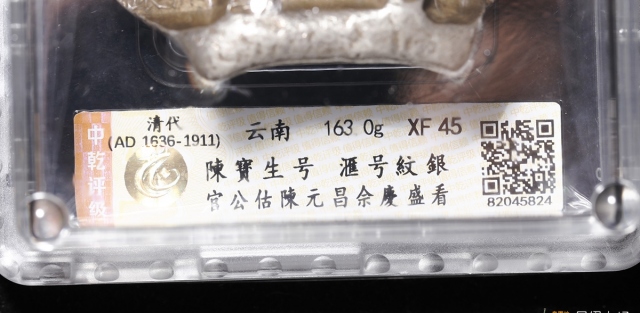 中乾评级
清代
(AD 1636-1911)
云南 163.0g XF 45
陳寶生号 滙号紋銀
官公估陳元昌佘慶盛看
82045824